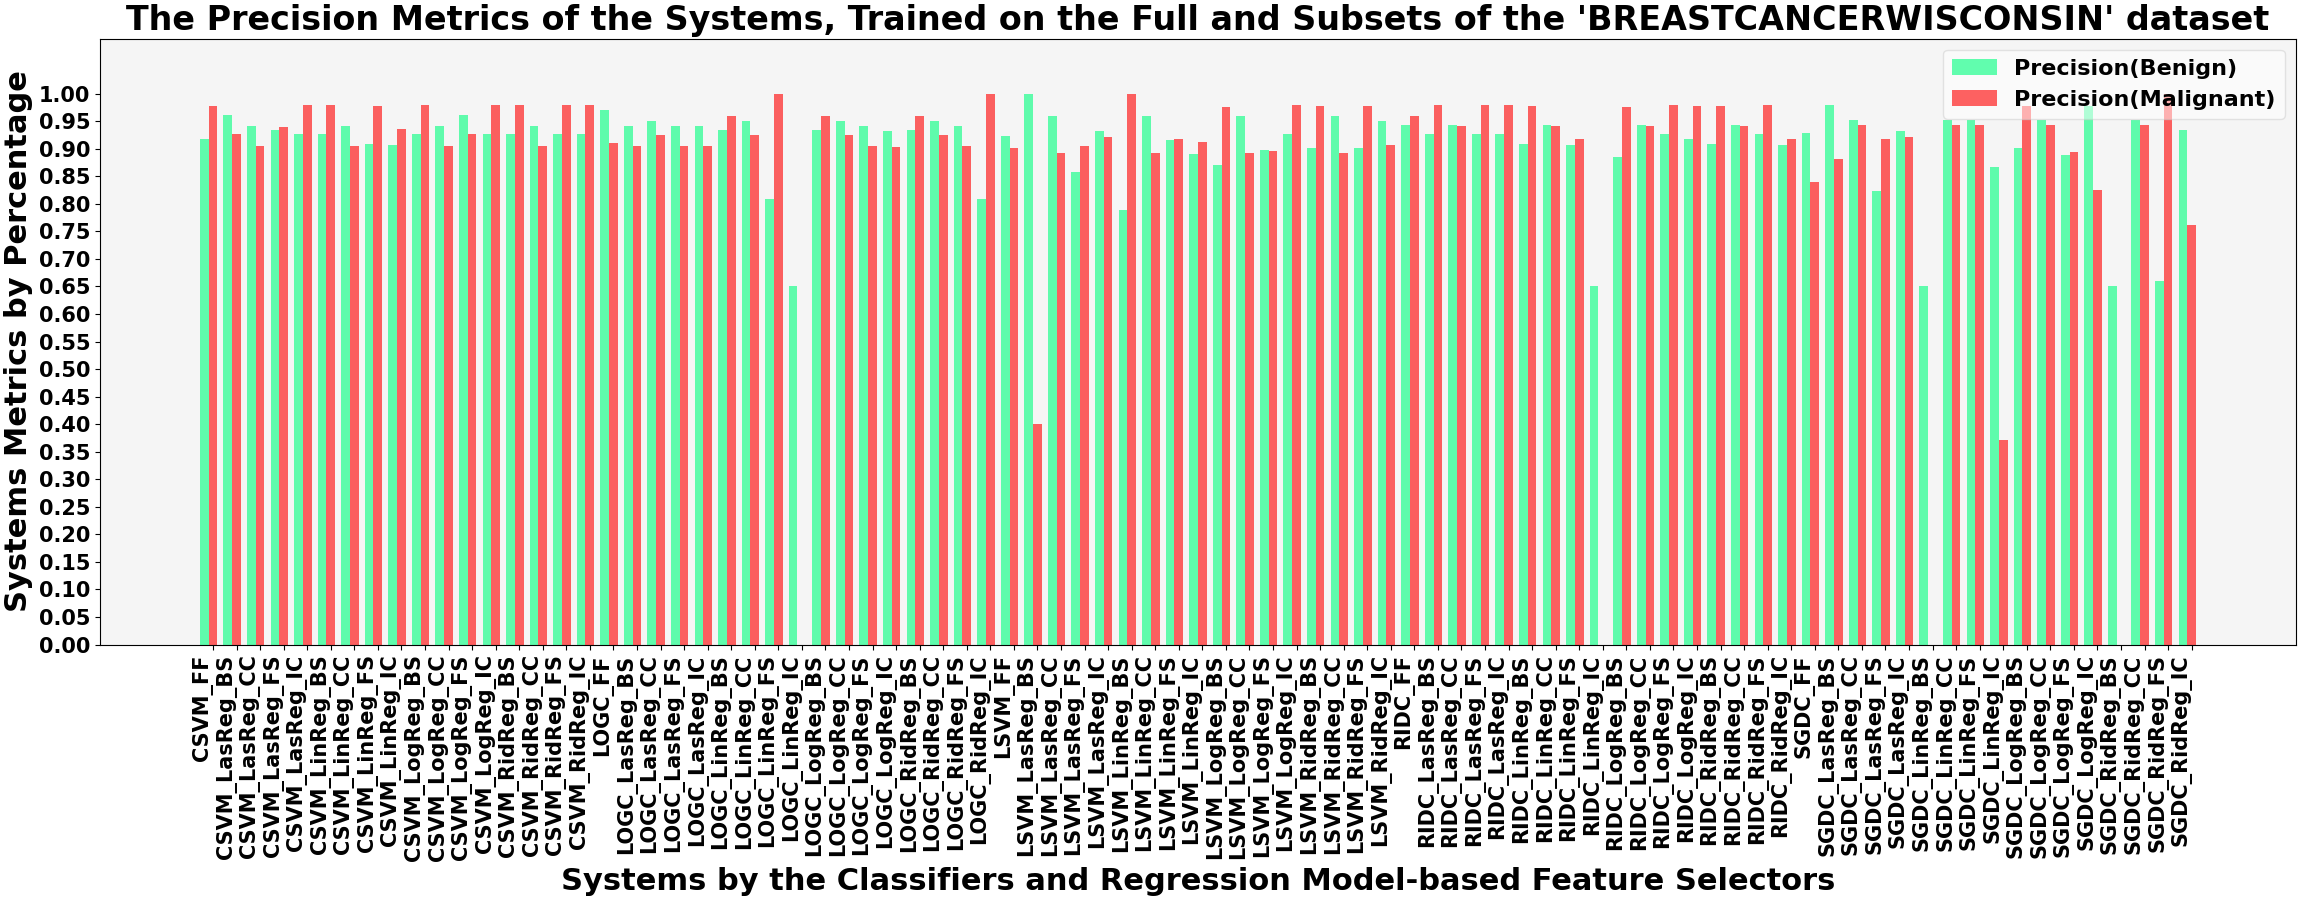 The Precision Metrics of the Systems, Trained on the Full and Subsets of the 'BREASTCANCERWISCONSIN' dataset
Precision(Benign)
Precision(Malignant)
Systems Metrics by Percentage
1.00
0.95
0.90
0.85
0.80
0.75
0.70
0.65
0.60
0.55
0.50
0.45
0.40
0.35
0.30
0.25
0.20
0.15
0.10
0.05
0.00
CSVM_FF
CSVM_LasReg_BS
CSVM_LasReg_CC
CSVM_LasReg_FS
CSVM_LasReg_IC
CSVM_LinReg_BS
CSVM_LinReg_CC
CSVM_LinReg_FS
CSVM_LinReg_IC
CSVM_LogReg_BS
CSVM_LogReg_CC
CSVM_LogReg_FS
CSVM_LogReg_IC
CSVM_RidReg_BS
CSVM_RidReg_CC
CSVM_RidReg_FS
CSVM_RidReg_IC
LOGC_FF
LOGC_LasReg_BS
LOGC_LasReg_CC
LOGC_LasReg_FS
LOGC_LasReg_IC
LOGC_LinReg_BS
LOGC_LinReg_CC
LOGC_LinReg_FS
LOGC_LinReg_IC
LOGC_LogReg_BS
LOGC_LogReg_CC
LOGC_LogReg_FS
LOGC_LogReg_IC
LOGC_RidReg_BS
LOGC_RidReg_CC
LOGC_RidReg_FS
LOGC_RidReg_IC
LSVM_FF
LSVM_LasReg_BS
LSVM_LasReg_CC
LSVM_LasReg_FS
LSVM_LasReg_IC
LSVM_LinReg_BS
LSVM_LinReg_CC
LSVM_LinReg_FS
LSVM_LinReg_IC
LSVM_LogReg_BS
LSVM_LogReg_CC
LSVM_LogReg_FS
LSVM_LogReg_IC
LSVM_RidReg_BS
LSVM_RidReg_CC
LSVM_RidReg_FS
LSVM_RidReg_IC
RIDC_FF
RIDC_LasReg_BS
RIDC_LasReg_CC
RIDC_LasReg_FS
RIDC_LasReg_IC
RIDC_LinReg_BS
RIDC_LinReg_CC
RIDC_LinReg_FS
RIDC_LinReg_IC
RIDC_LogReg_BS
RIDC_LogReg_CC
RIDC_LogReg_FS
RIDC_LogReg_IC
RIDC_RidReg_BS
RIDC_RidReg_CC
RIDC_RidReg_FS
RIDC_RidReg_IC
SGDC_FF
SGDC_LasReg_BS
SGDC_LasReg_CC
SGDC_LasReg_FS
SGDC_LasReg_IC
SGDC_LinReg_BS
SGDC_LinReg_CC
SGDC_LinReg_FS
SGDC_LinReg_IC
SGDC_LogReg_BS
SGDC_LogReg_CC
SGDC_LogReg_FS
SGDC_LogReg_IC
SGDC_RidReg_BS
SGDC_RidReg_CC
SGDC_RidReg_FS
SGDC_RidReg_IC
Systems by the Classifiers and Regression Model-based Feature Selectors